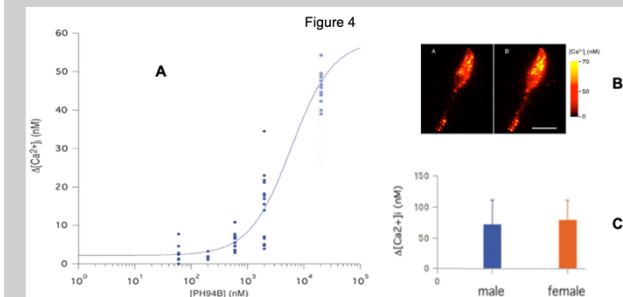 Figure 4
A
Δ[Ca²⁺]ᵢ (nM)
60
50
40
30
20
10
0
10⁰ 10¹ 10² 10³ 10⁴ 10⁵
[PH94B] (nM)
A B
[Ca²⁺]ᵢ (nM)
70
50
0
B
Δ[Ca2+]i (nM)
150
100
50
0
0
male female
C